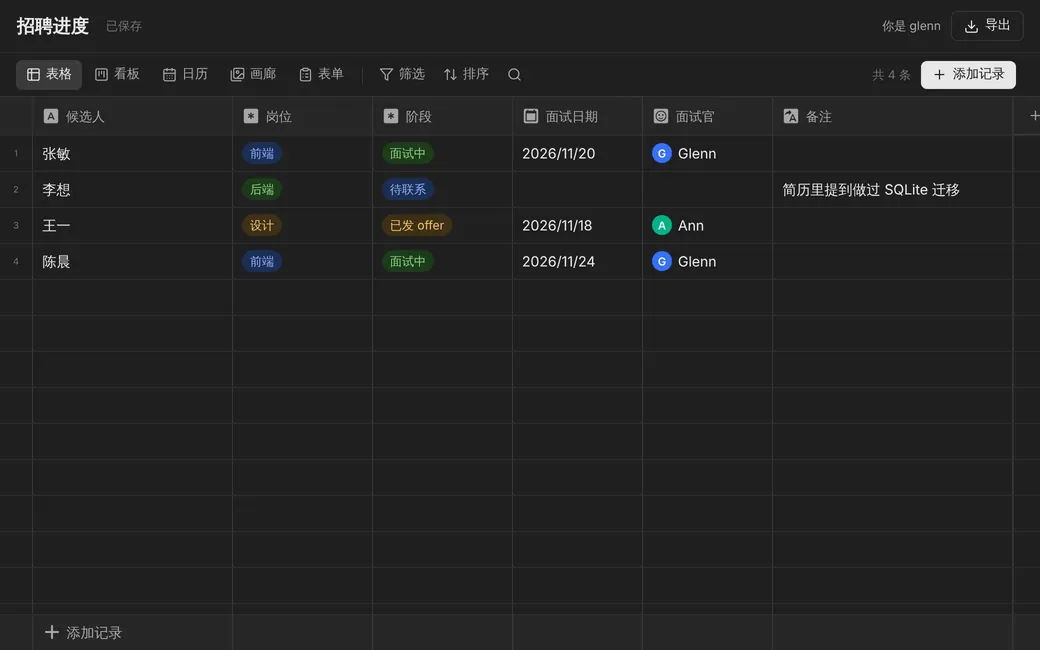 招聘进度 已保存 你是 glenn 导出
表格 看板 日历 画廊 表单 筛选 排序 共 4 条 添加记录
候选人 岗位 阶段 面试日期 面试官 备注
1 张敏 前端 面试中 2026/11/20 G Glenn
2 李想 后端 待联系 简历里提到做过 SQLite 迁移
3 王一 设计 已发 offer 2026/11/18 A Ann
4 陈晨 前端 面试中 2026/11/24 G Glenn
添加记录